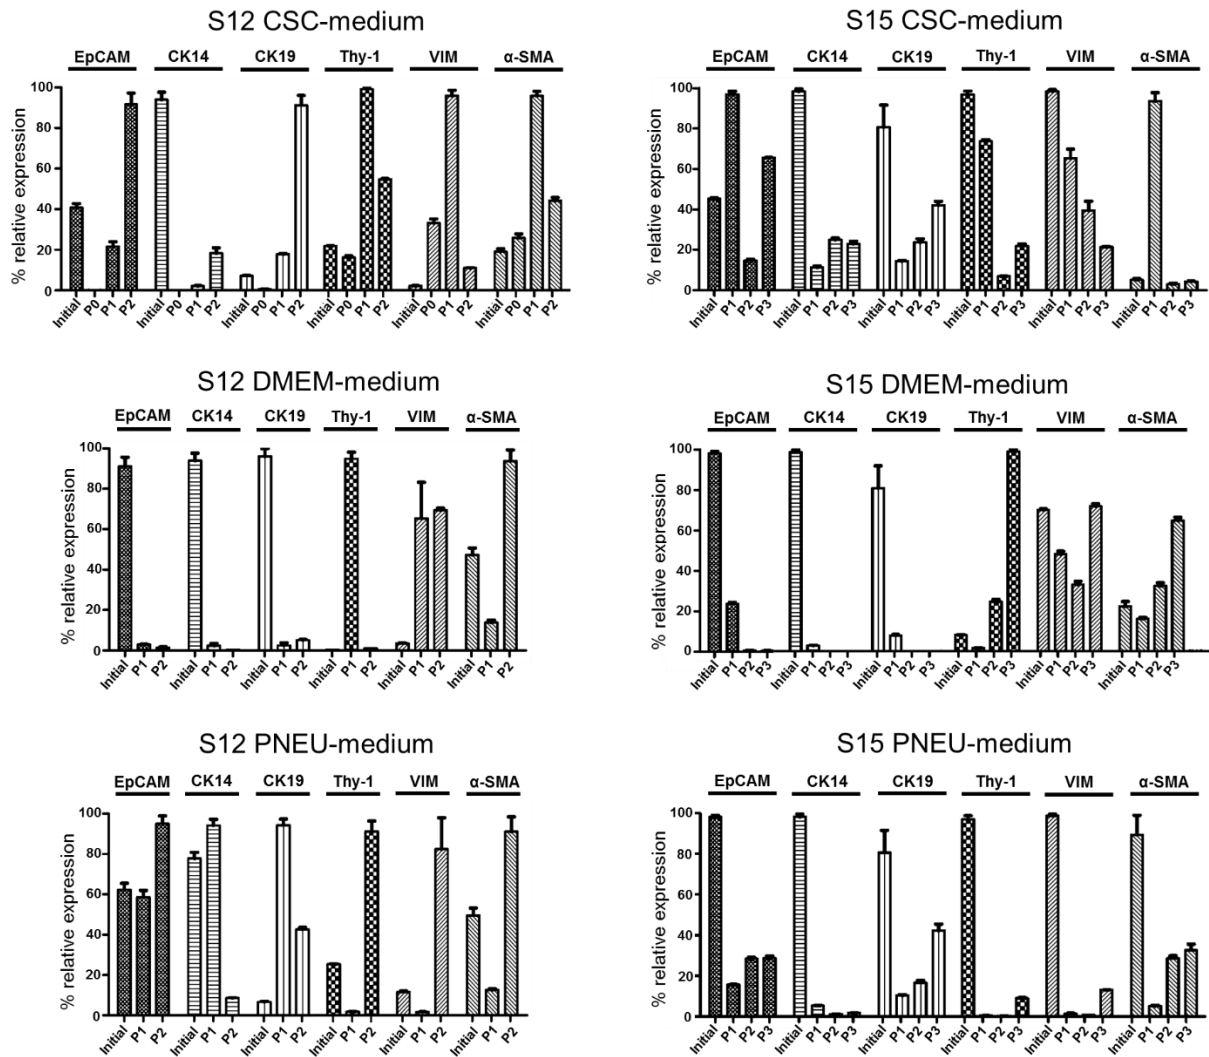 S12 CSC-medium
EpCAM CK14 CK19 Thy-1 VIM α-SMA
% relative expression
100
80
60
40
20
0
Initial P0 P1 P2 Initial P0 P1 P2 Initial P0 P1 P2 Initial P0 P1 P2 Initial P0 P1 P2 Initial P0 P1 P2
S15 CSC-medium
EpCAM CK14 CK19 Thy-1 VIM α-SMA
% relative expression
100
80
60
40
20
0
Initial P1 P2 P3 Initial P1 P2 P3 Initial P1 P2 P3 Initial P1 P2 P3 Initial P1 P2 P3 Initial P1 P2 P3
S12 DMEM-medium
EpCAM CK14 CK19 Thy-1 VIM α-SMA
% relative expression
100
80
60
40
20
0
Initial P1 P2 Initial P1 P2 Initial P1 P2 Initial P1 P2 Initial P1 P2 Initial P1 P2
S15 DMEM-medium
EpCAM CK14 CK19 Thy-1 VIM α-SMA
% relative expression
100
80
60
40
20
0
Initial P1 P2 P3 Initial P1 P2 P3 Initial P1 P2 P3 Initial P1 P2 P3 Initial P1 P2 P3 Initial P1 P2 P3
S12 PNEU-medium
EpCAM CK14 CK19 Thy-1 VIM α-SMA
% relative expression
100
80
60
40
20
0
Initial P1 P2 Initial P1 P2 Initial P1 P2 Initial P1 P2 Initial P1 P2 Initial P1 P2
S15 PNEU-medium
EpCAM CK14 CK19 Thy-1 VIM α-SMA
% relative expression
100
80
60
40
20
0
Initial P1 P2 P3 Initial P1 P2 P3 Initial P1 P2 P3 Initial P1 P2 P3 Initial P1 P2 P3 Initial P1 P2 P3